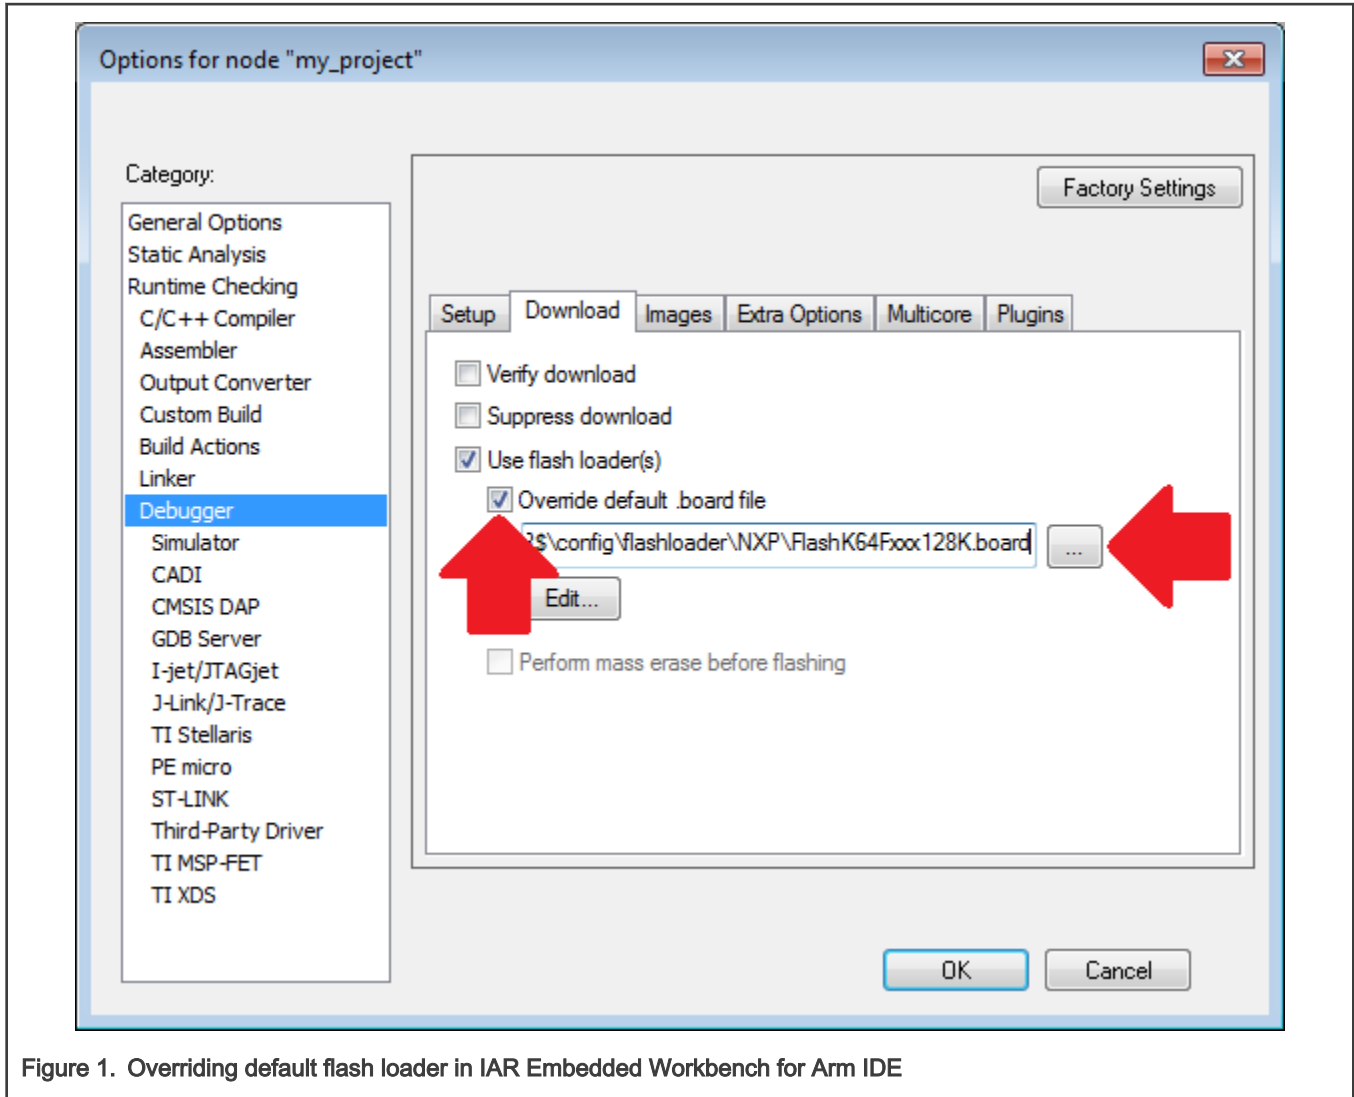 Options for node "my_project"
Category:
General Options
Static Analysis
Runtime Checking
C/C++ Compiler
Assembler
Output Converter
Custom Build
Build Actions
Linker
Debugger
Simulator
CADI
CMSIS DAP
GDB Server
I-jet/JTAGjet
J-Link/J-Trace
TI Stellaris
PE micro
ST-LINK
Third-Party Driver
TI MSP-FET
TI XDS
Factory Settings
Setup Download Images Extra Options Multicore Plugins
Verify download
Suppress download
Use flash loader(s)
Override default .board file
$\config\flashloader\NXP\FlashK64Fxxx128K.board ...
Edit...
Perform mass erase before flashing
OK Cancel
Figure 1. Overriding default flash loader in IAR Embedded Workbench for Arm IDE